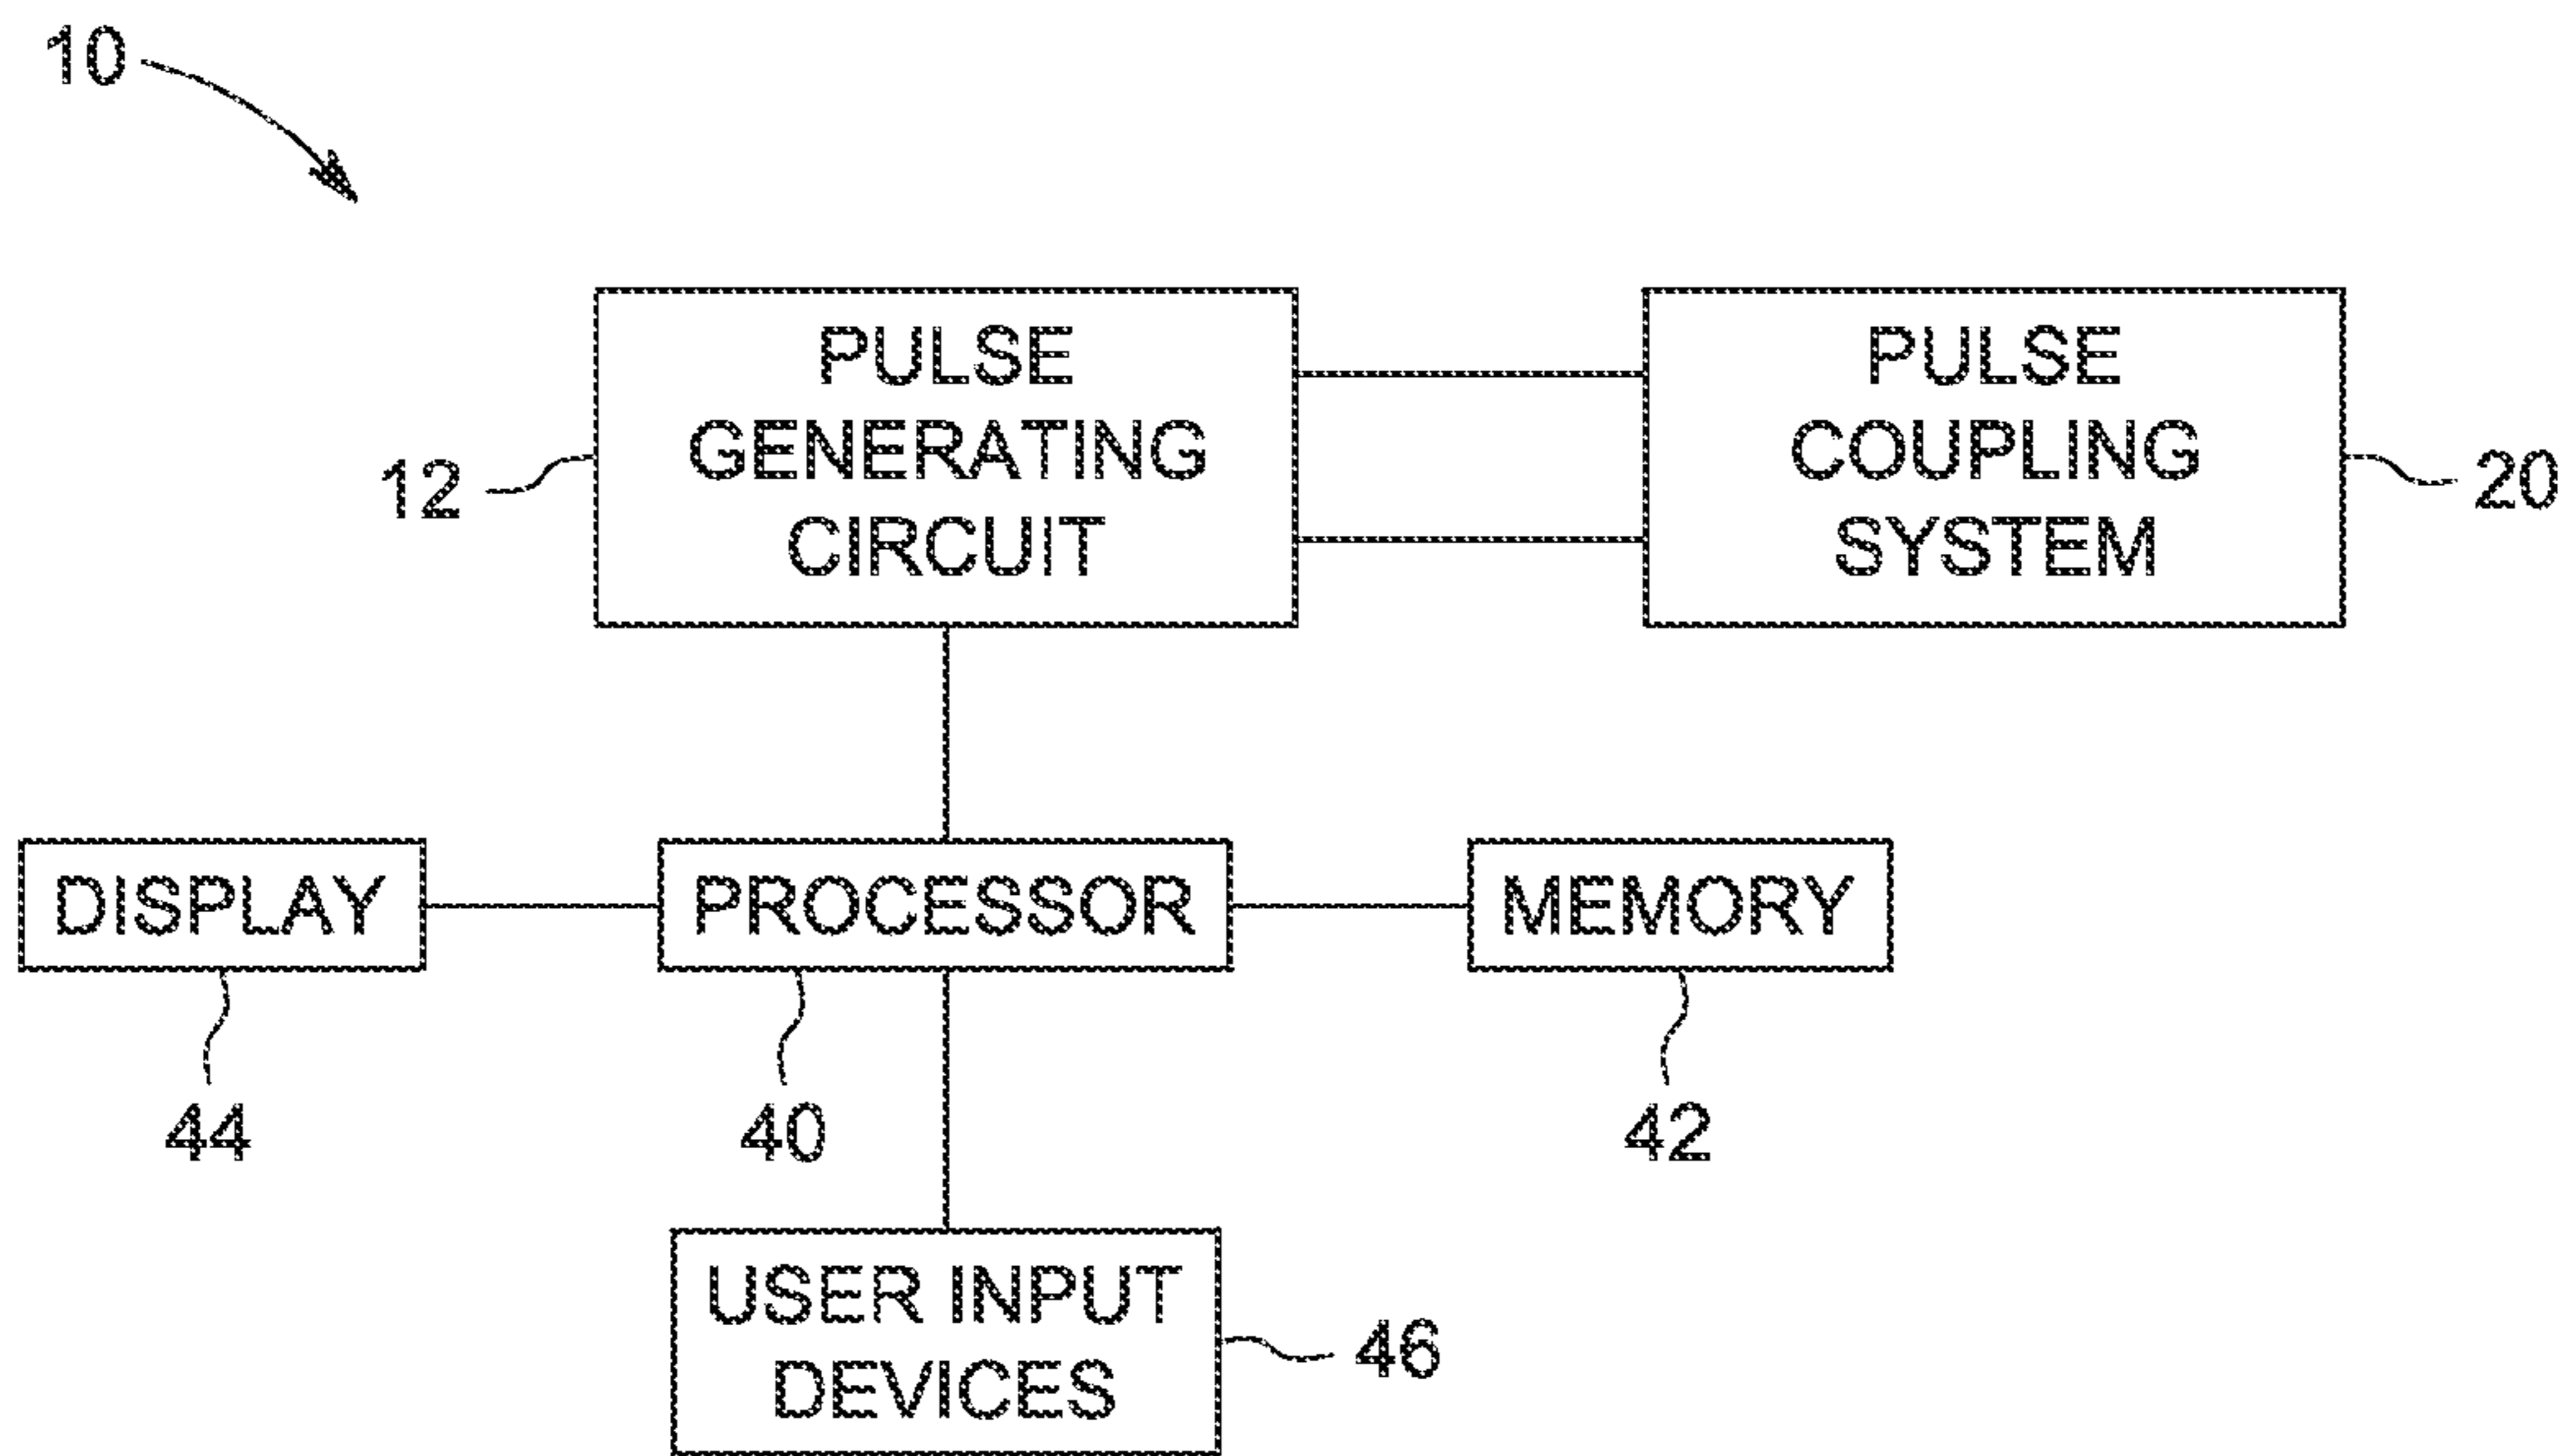 10
PULSE
GENERATING
CIRCUIT
12
PULSE
COUPLING
SYSTEM
20
DISPLAY
PROCESSOR
MEMORY
44
40
42
USER INPUT
DEVICES
46